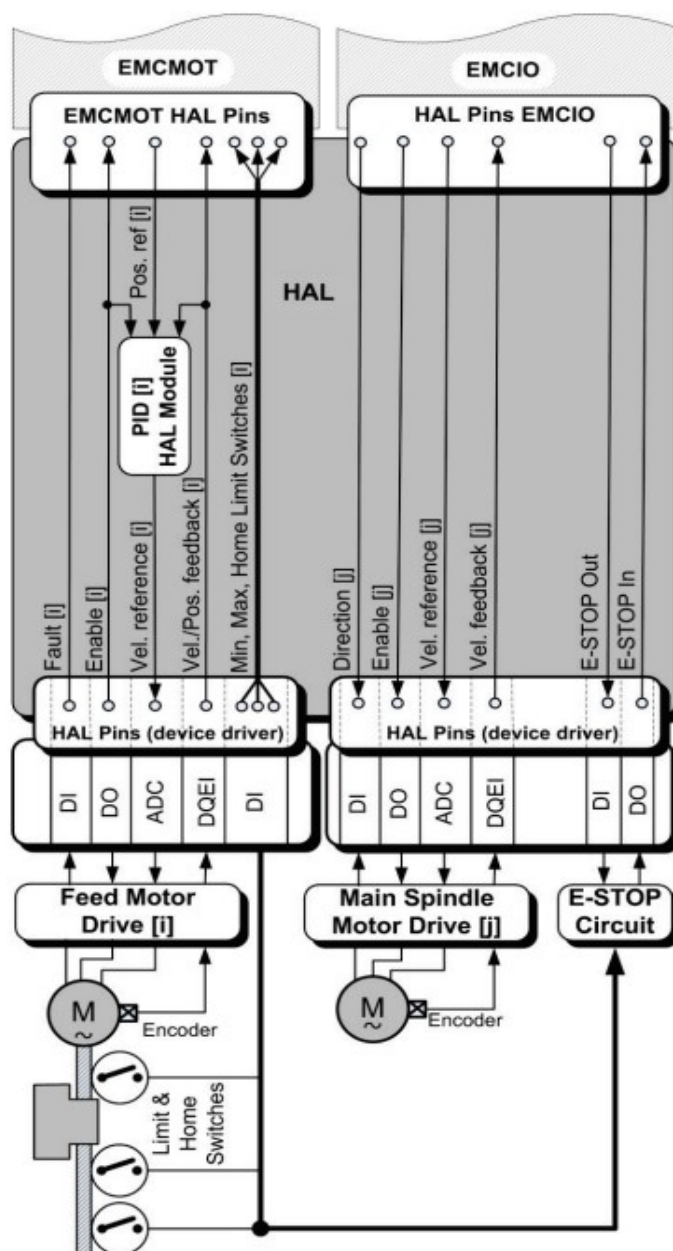 EMCMOT
EMCIO
EMCMOT HAL Pins
HAL Pins EMCIO
HAL
Pos. ref [i]
PID [i]
HAL Module
Fault [i]
Enable [i]
Vel. reference [i]
Vel./Pos. feedback [i]
Min, Max, Home Limit Switches [i]
Direction [j]
Enable [j]
Vel. reference [j]
Vel. feedback [j]
E-STOP Out
E-STOP In
HAL Pins (device driver)
HAL Pins (device driver)
DI
DO
ADC
DQEI
DI
DI
DO
ADC
DQEI
DI
DO
Feed Motor
Drive [i]
Main Spindle
Motor Drive [j]
E-STOP
Circuit
M
~
Encoder
M
~
Encoder
Limit &
Home
Switches